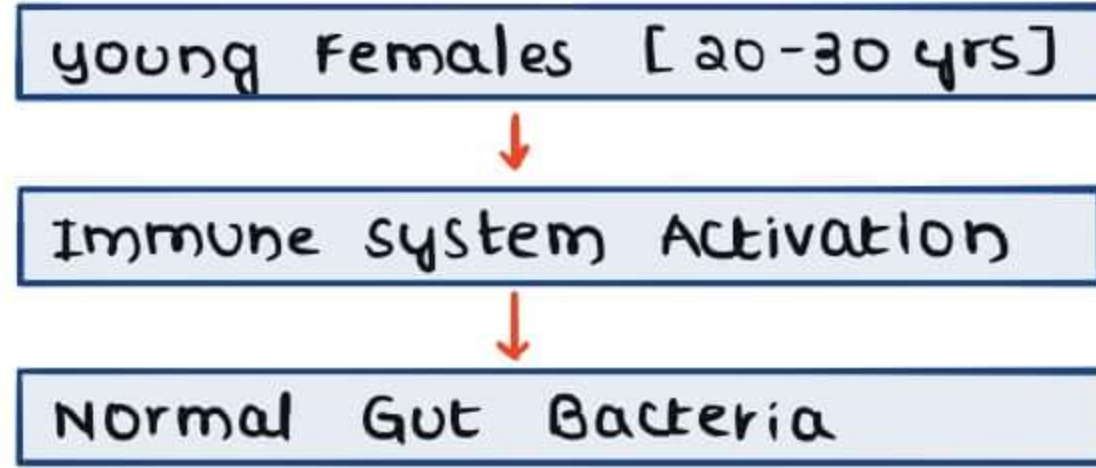 young Females [20-30 yrs]
Immune system Activation
Normal Gut Bacteria